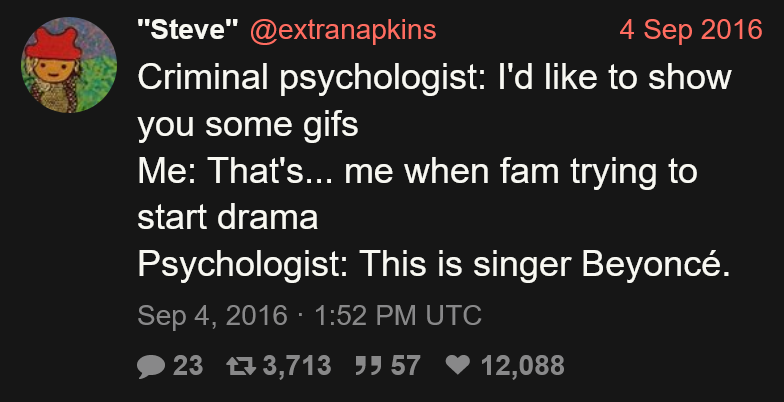 "Steve" @extranapkins 4 Sep 2016
Criminal psychologist: I'd like to show
you some gifs
Me: That's... me when fam trying to
start drama
Psychologist: This is singer Beyoncé.
Sep 4, 2016 · 1:52 PM UTC
23 3,713 57 12,088